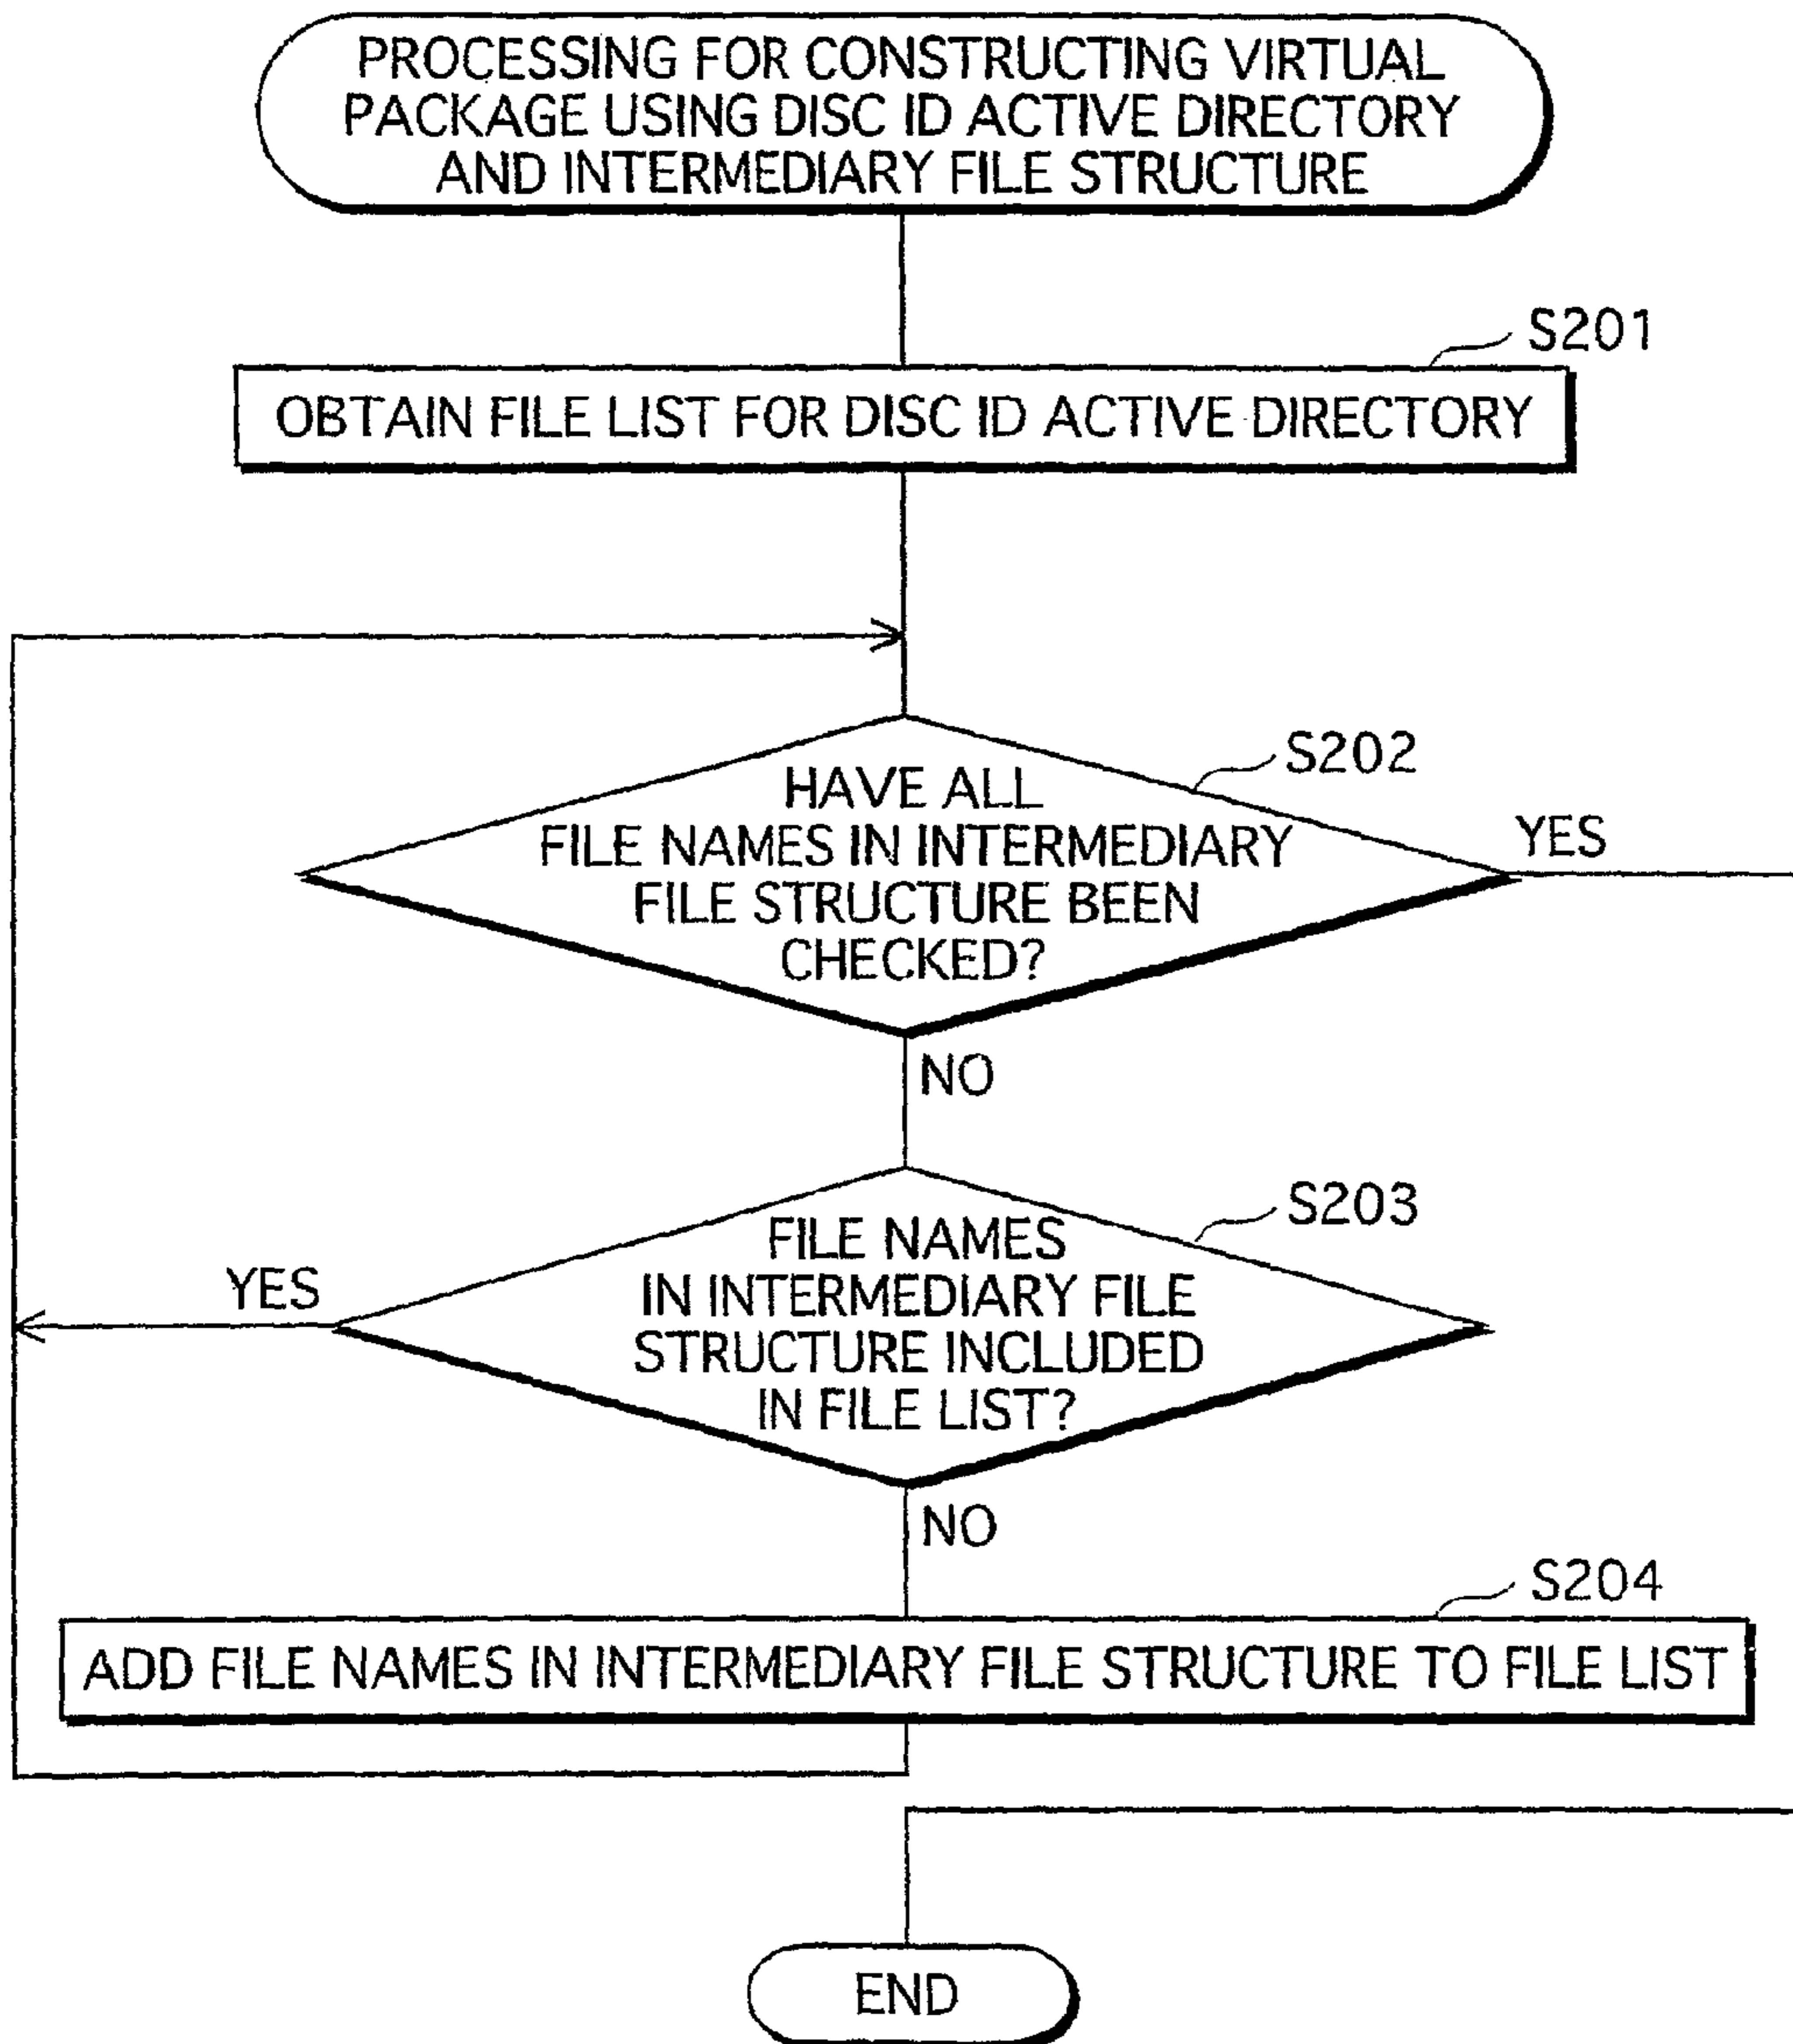 PROCESSING FOR CONSTRUCTING VIRTUAL
PACKAGE USING DISC ID ACTIVE DIRECTORY
AND INTERMEDIARY FILE STRUCTURE
S201
OBTAIN FILE LIST FOR DISC ID ACTIVE DIRECTORY
S202
HAVE ALL
FILE NAMES IN INTERMEDIARY
FILE STRUCTURE BEEN
CHECKED?
YES
NO
S203
FILE NAMES
IN INTERMEDIARY FILE
STRUCTURE INCLUDED
IN FILE LIST?
YES
NO
S204
ADD FILE NAMES IN INTERMEDIARY FILE STRUCTURE TO FILE LIST
END